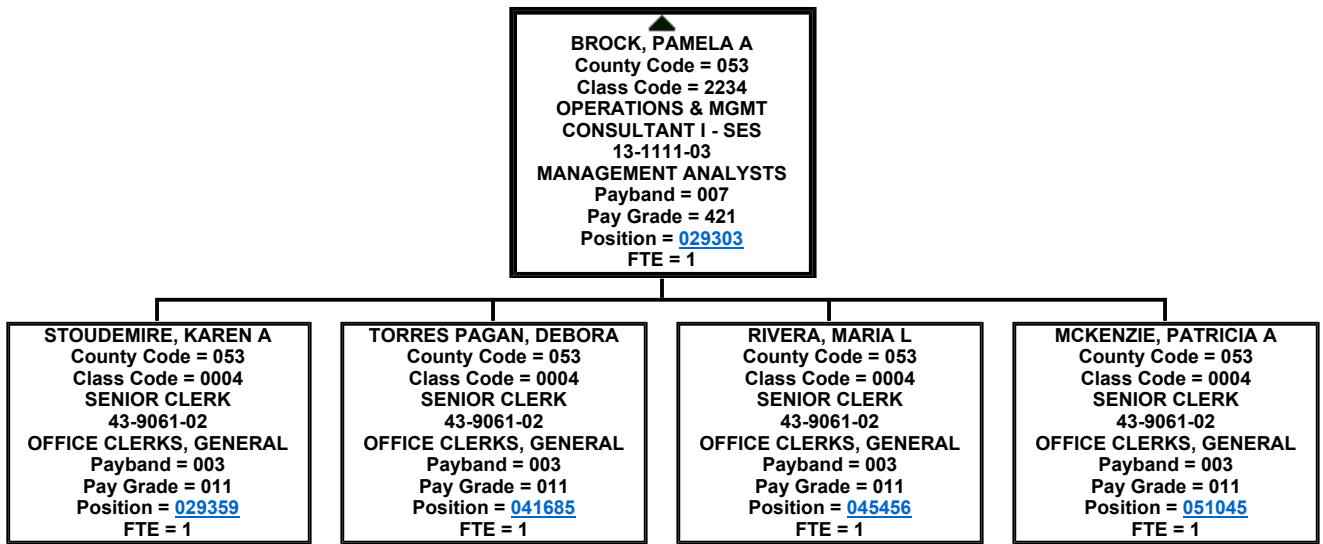 BROCK, PAMELA A
County Code = 053
Class Code = 2234
OPERATIONS & MGMT
CONSULTANT I - SES
13-1111-03
MANAGEMENT ANALYSTS
Payband = 007
Pay Grade = 421
Position = 029303
FTE = 1
STOUDEMIRE, KAREN A
County Code = 053
Class Code = 0004
SENIOR CLERK
43-9061-02
OFFICE CLERKS, GENERAL
Payband = 003
Pay Grade = 011
Position = 029359
FTE = 1
TORRES PAGAN, DEBORA
County Code = 053
Class Code = 0004
SENIOR CLERK
43-9061-02
OFFICE CLERKS, GENERAL
Payband = 003
Pay Grade = 011
Position = 041685
FTE = 1
RIVERA, MARIA L
County Code = 053
Class Code = 0004
SENIOR CLERK
43-9061-02
OFFICE CLERKS, GENERAL
Payband = 003
Pay Grade = 011
Position = 045456
FTE = 1
MCKENZIE, PATRICIA A
County Code = 053
Class Code = 0004
SENIOR CLERK
43-9061-02
OFFICE CLERKS, GENERAL
Payband = 003
Pay Grade = 011
Position = 051045
FTE = 1